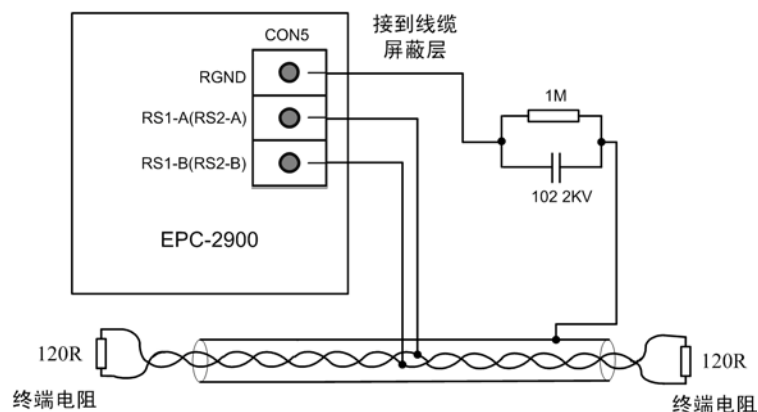 CON5
接到线缆
屏蔽层
RGND
1M
RS1-A(RS2-A)
RS1-B(RS2-B)
102 2KV
EPC-2900
120R
120R
终端电阻
终端电阻